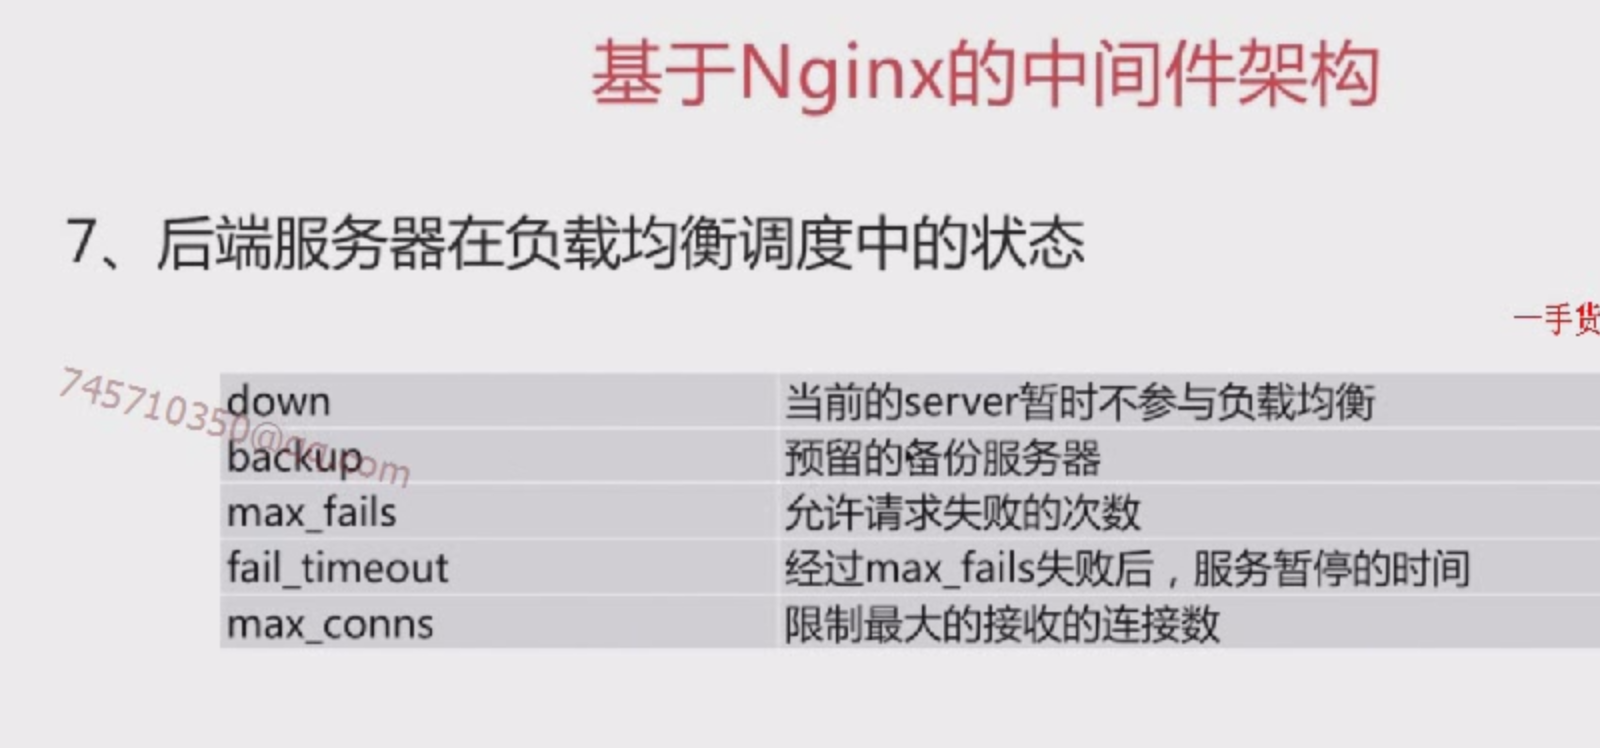 基于Nginx的中间件架构
7、后端服务器在负载均衡调度中的状态
一手货
745710350@qq.com
down 当前的server暂时不参与负载均衡
backup 预留的备份服务器
max_fails 允许请求失败的次数
fail_timeout 经过max_fails失败后，服务暂停的时间
max_conns 限制最大的接收的连接数